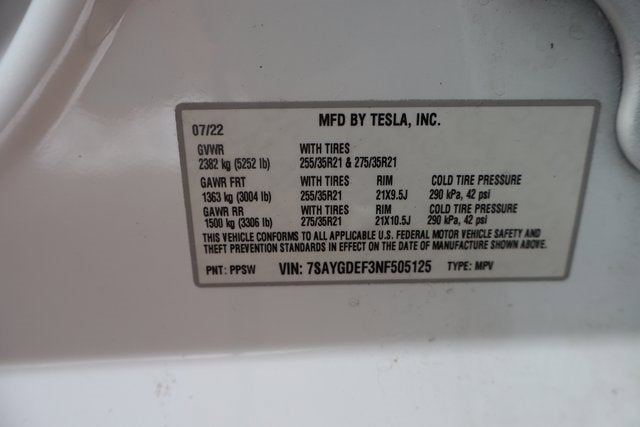 MFD BY TESLA, INC.
07/22
GVWR WITH TIRES
2382 kg (5252 lb) 255/35R21 & 275/35R21
GAWR FRT WITH TIRES RIM COLD TIRE PRESSURE
1363 kg (3004 lb) 255/35R21 21X9.5J 290 kPa, 42 psi
GAWR RR WITH TIRES RIM COLD TIRE PRESSURE
1500 kg (3306 lb) 275/35R21 21X10.5J 290 kPa, 42 psi
THIS VEHICLE CONFORMS TO ALL APPLICABLE U.S. FEDERAL MOTOR VEHICLE SAFETY AND
THEFT PREVENTION STANDARDS IN EFFECT ON THE DATE OF MANUFACTURE SHOWN ABOVE.
PNT: PPSW VIN: 7SAYGDEF3NF505125 TYPE: MPV